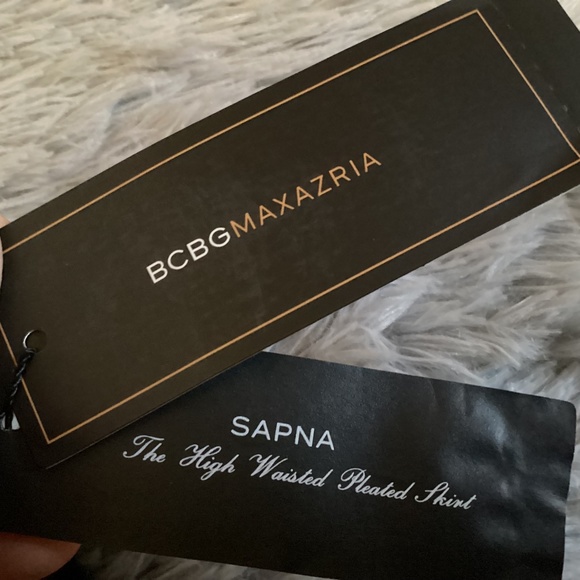 BCBGMAXAZRIA
SAPNA
The High Waisted Pleated Skirt